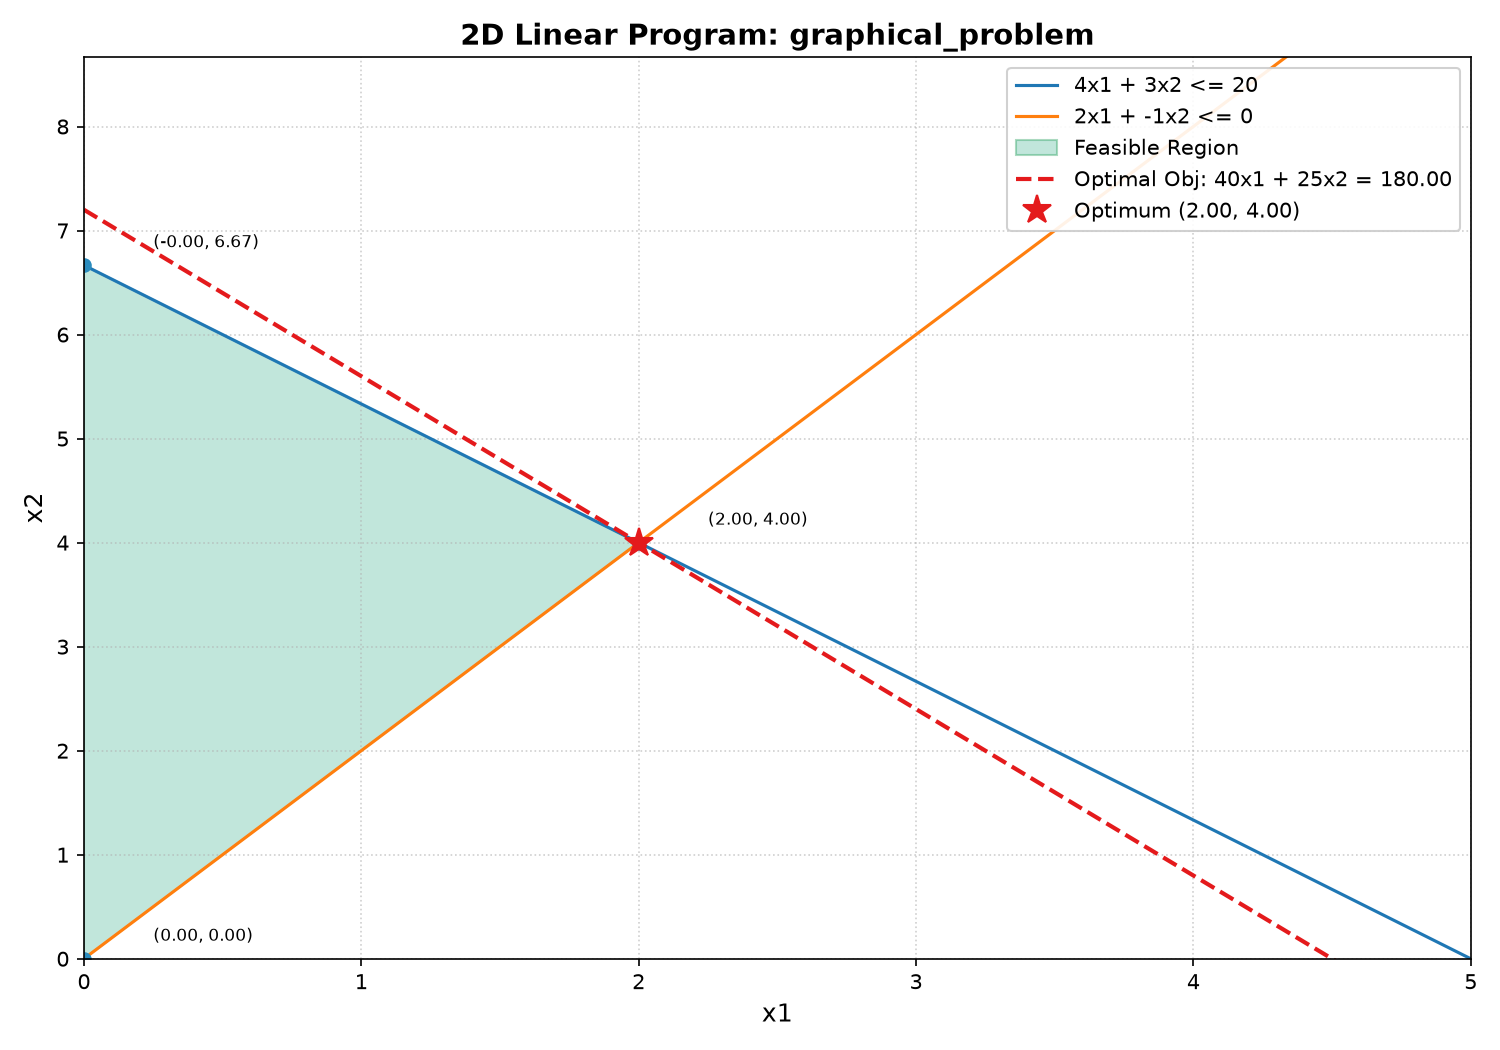 2D Linear Program: graphical_problem
4x1 + 3x2 <= 20
2x1 + -1x2 <= 0
Feasible Region
Optimal Obj: 40x1 + 25x2 = 180.00
Optimum (2.00, 4.00)
8
7
(-0.00, 6.67)
6
5
x2
4
(2.00, 4.00)
3
2
1
(0.00, 0.00)
0
0 1 2 3 4 5
x1